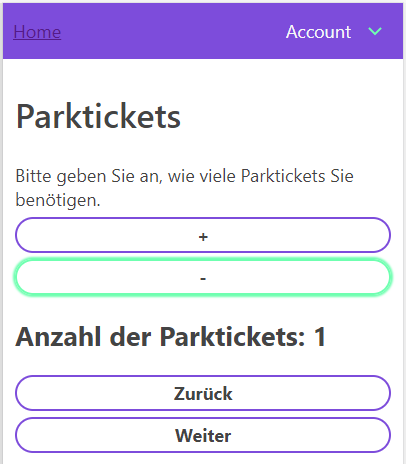 Home Account
Parktickets
Bitte geben Sie an, wie viele Parktickets Sie
benötigen.
+
-
Anzahl der Parktickets: 1
Zurück
Weiter